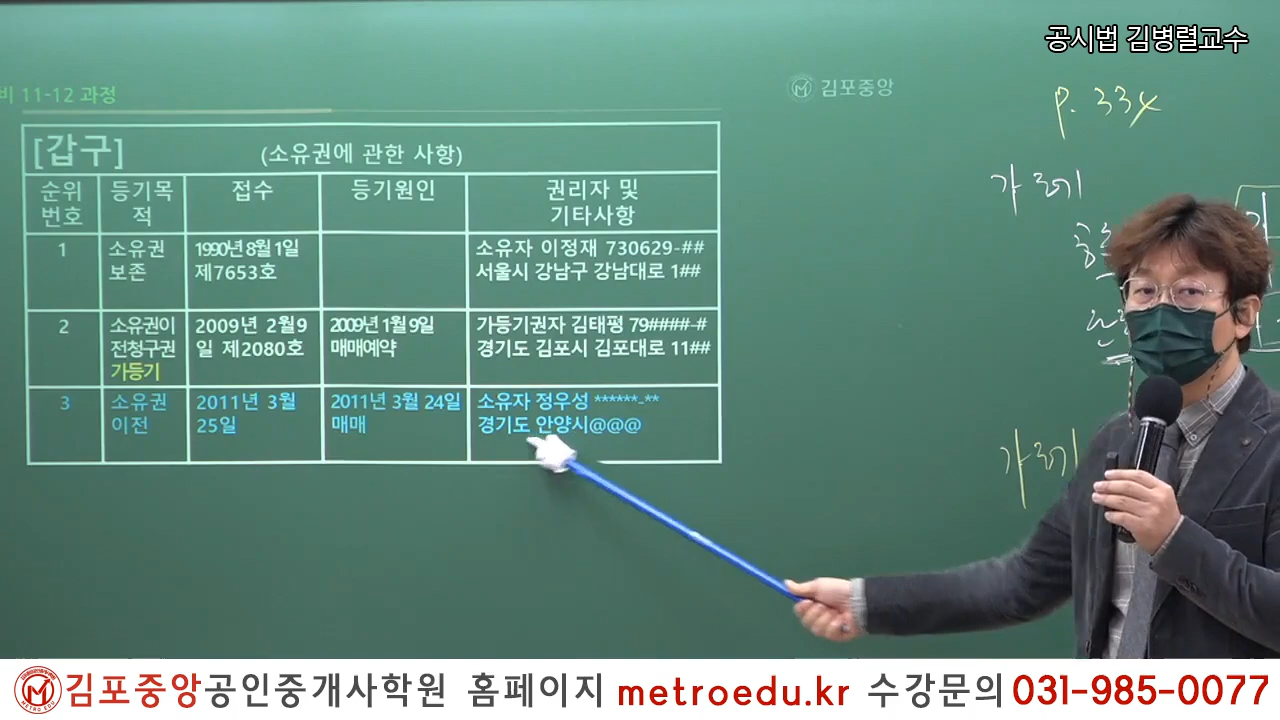 공시법 김병렬교수
비 11-12 과정
김포중앙
p. 334
[갑구] (소유권에 관한 사항)
순위번호 등기목적 접수 등기원인 권리자 및 기타사항
1 소유권 1990년 8월 1일 소유자 이정재 730629-##
보존 제7653호 서울시 강남구 강남대로 1##
2 소유권이 2009년 2월9 2009년 1월 9일 가등기권자 김태평 79####-#
전청구권 일 제2080호 매매예약 경기도 김포시 김포대로 11##
가등기
3 소유권 2011년 3월 2011년 3월 24일 소유자 정우성 ******-**
이전 25일 매매 경기도 안양시@@@
가등기
가등기
김포중앙공인중개사학원 홈페이지 metroedu.kr 수강문의 031-985-0077
METRO EDU